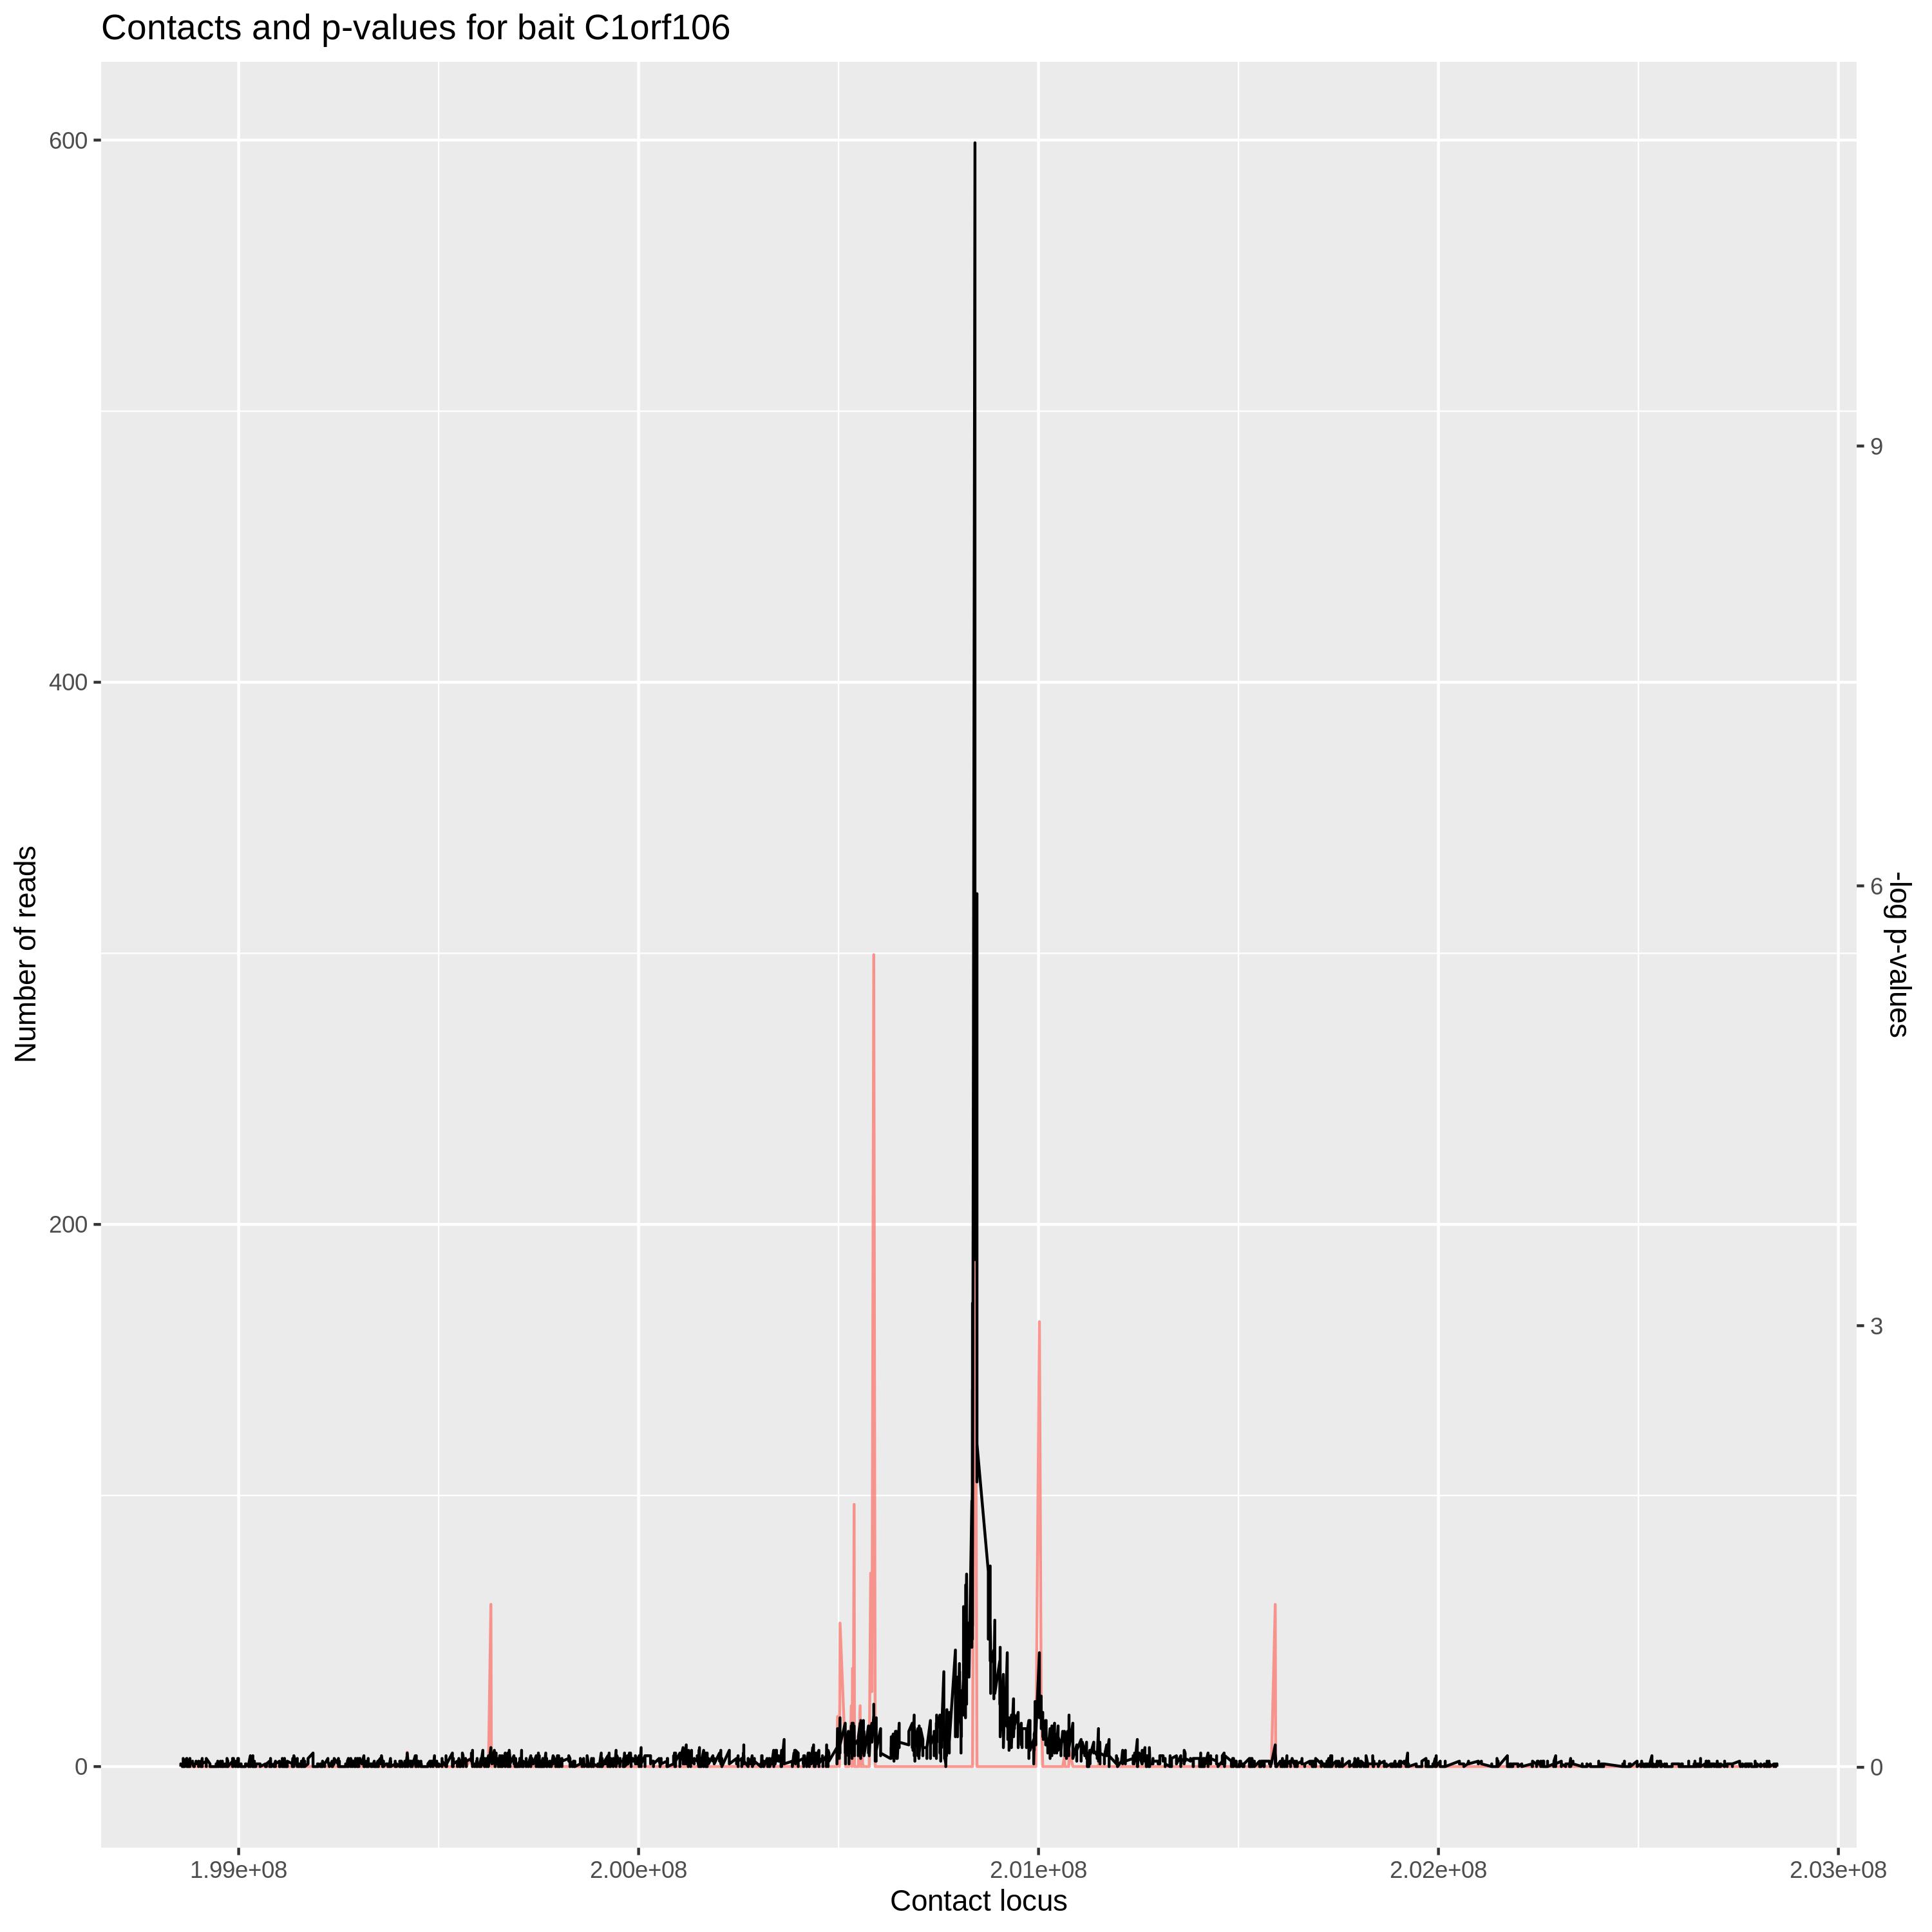 Contacts and p-values for bait C1orf106
600
400
200
0
Number of reads
9
6
3
0
-log p-values
1.99e+08
2.00e+08
2.01e+08
2.02e+08
2.03e+08
Contact locus